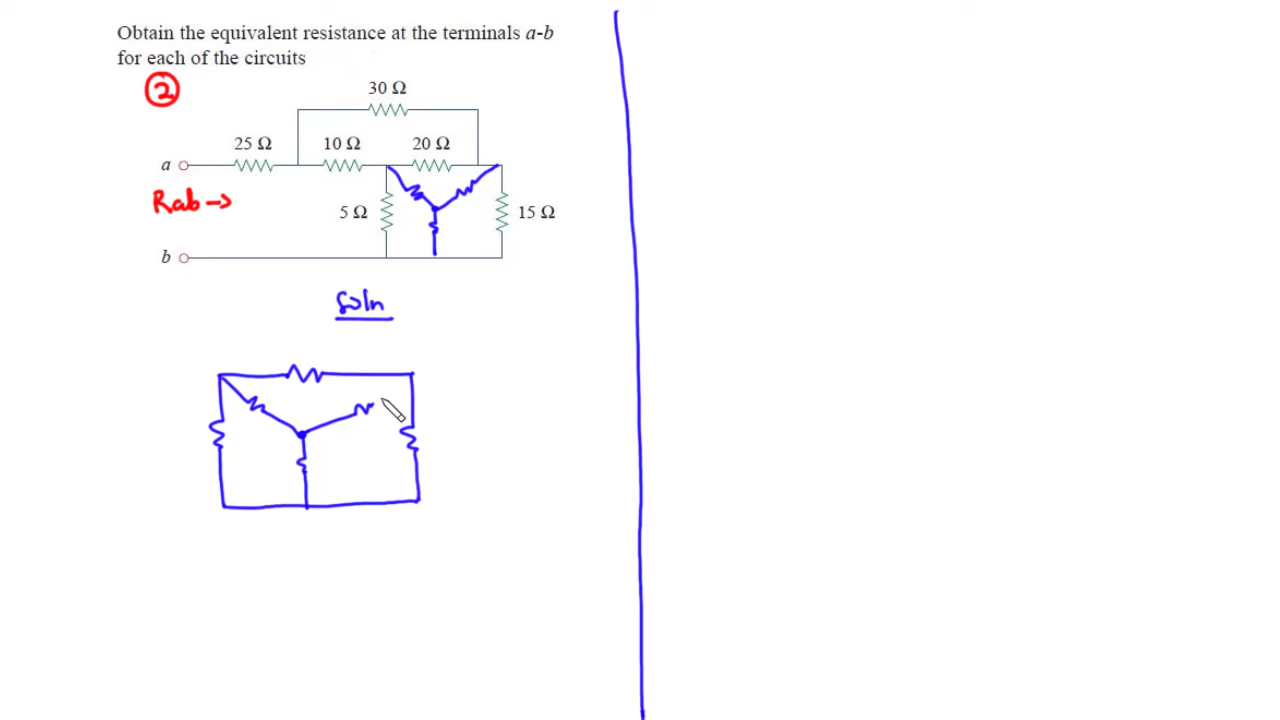 Obtain the equivalent resistance at the terminals a-b
for each of the circuits
2
30 Ω
25 Ω 10 Ω 20 Ω
a
Rab →
5 Ω 15 Ω
b
Soln